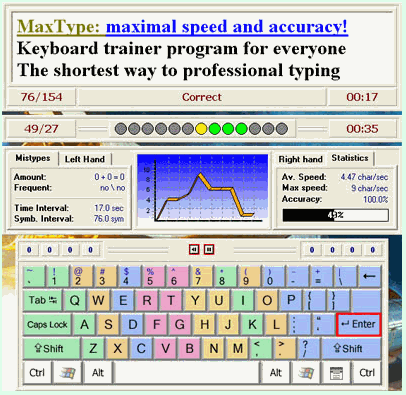 MaxType: maximal speed and accuracy!
Keyboard trainer program for everyone
The shortest way to professional typing
76/154 Correct 00:17
49/27 00:35
Mistypes Left Hand
Amount: 0 + 0 = 0
Frequent: no \ no
Time Interval: 17.0 sec
Symb. Interval: 76.0 sym
10
8
6
4
2
Right hand Statistics
Av. Speed: 4.47 char/sec
Max speed: 9 char/sec
Accuracy: 100.0%
49%
0 0 0 0 0 0 0 0
~ ` ! 1 @ 2 # 3 $ 4 % 5 ^ 6 & 7 * 8 ( 9 ) 0 _ - + = | \ ←
Tab Q W E R T Y U I O P { [ } ]
Caps Lock A S D F G H J K L : ; " ' Enter
Shift Z X C V B N M < , > . ? / Shift
Ctrl Alt Alt Ctrl